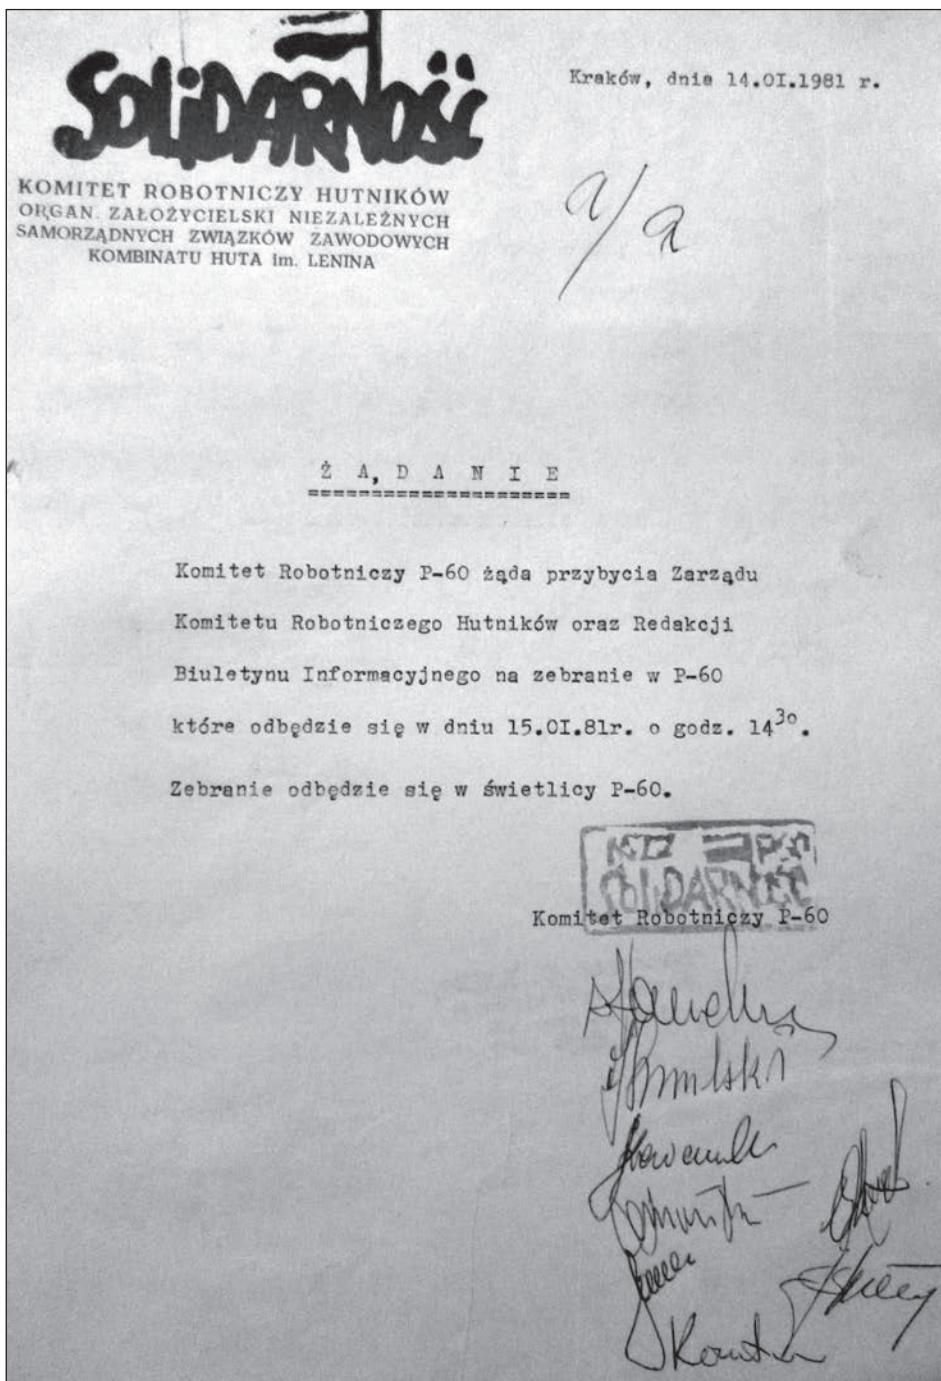 SOLIDARNOŚĆ
Kraków, dnia 14.OI.1981 r.
a/a
KOMITET ROBOTNICZY HUTNIKÓW
ORGAN ZAŁOŻYCIELSKI NIEZALEŻNYCH
SAMORZĄDNYCH ZWIĄZKÓW ZAWODOWYCH
KOMBINATU HUTA im. LENINA
Ż Ą D A N I E
=====================
Komitet Robotniczy P-60 żąda przybycia Zarządu
Komitetu Robotniczego Hutników oraz Redakcji
Biuletynu Informacyjnego na zebranie w P-60
które odbędzie się w dniu 15.OI.81r. o godz. 14³⁰.
Zebranie odbędzie się w świetlicy P-60.
SOLIDARNOŚĆ
Komitet Robotniczy P-60